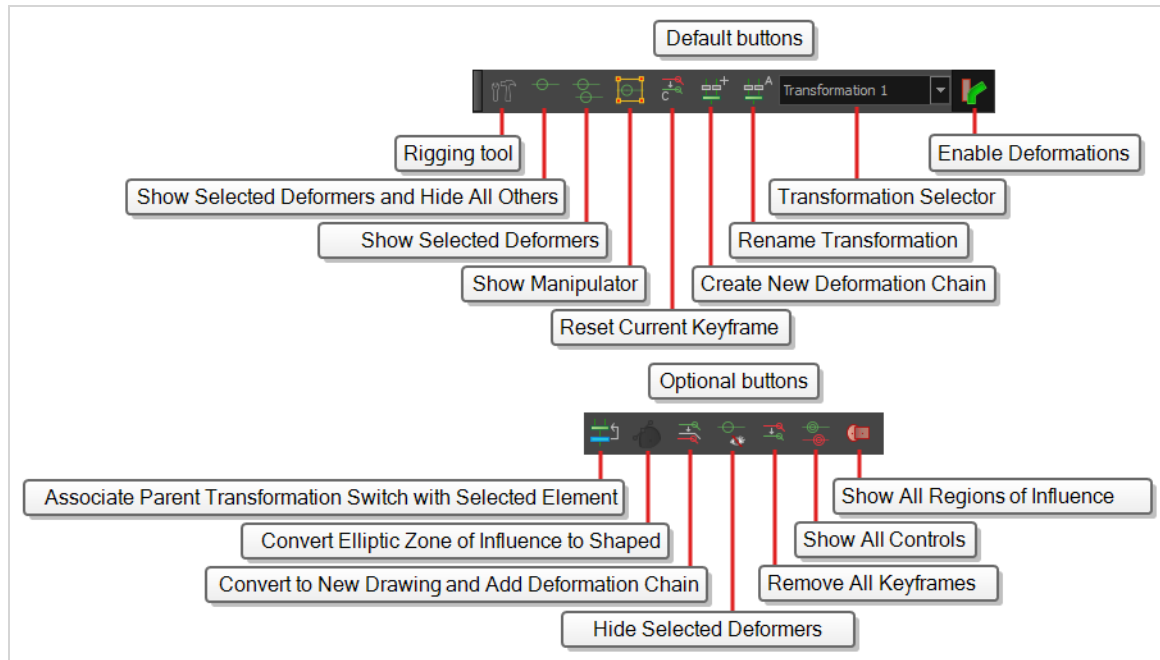 Default buttons
C
A
Transformation 1
Rigging tool
Enable Deformations
Show Selected Deformers and Hide All Others
Transformation Selector
Show Selected Deformers
Rename Transformation
Show Manipulator
Create New Deformation Chain
Reset Current Keyframe
Optional buttons
Associate Parent Transformation Switch with Selected Element
Show All Regions of Influence
Convert Elliptic Zone of Influence to Shaped
Show All Controls
Convert to New Drawing and Add Deformation Chain
Remove All Keyframes
Hide Selected Deformers